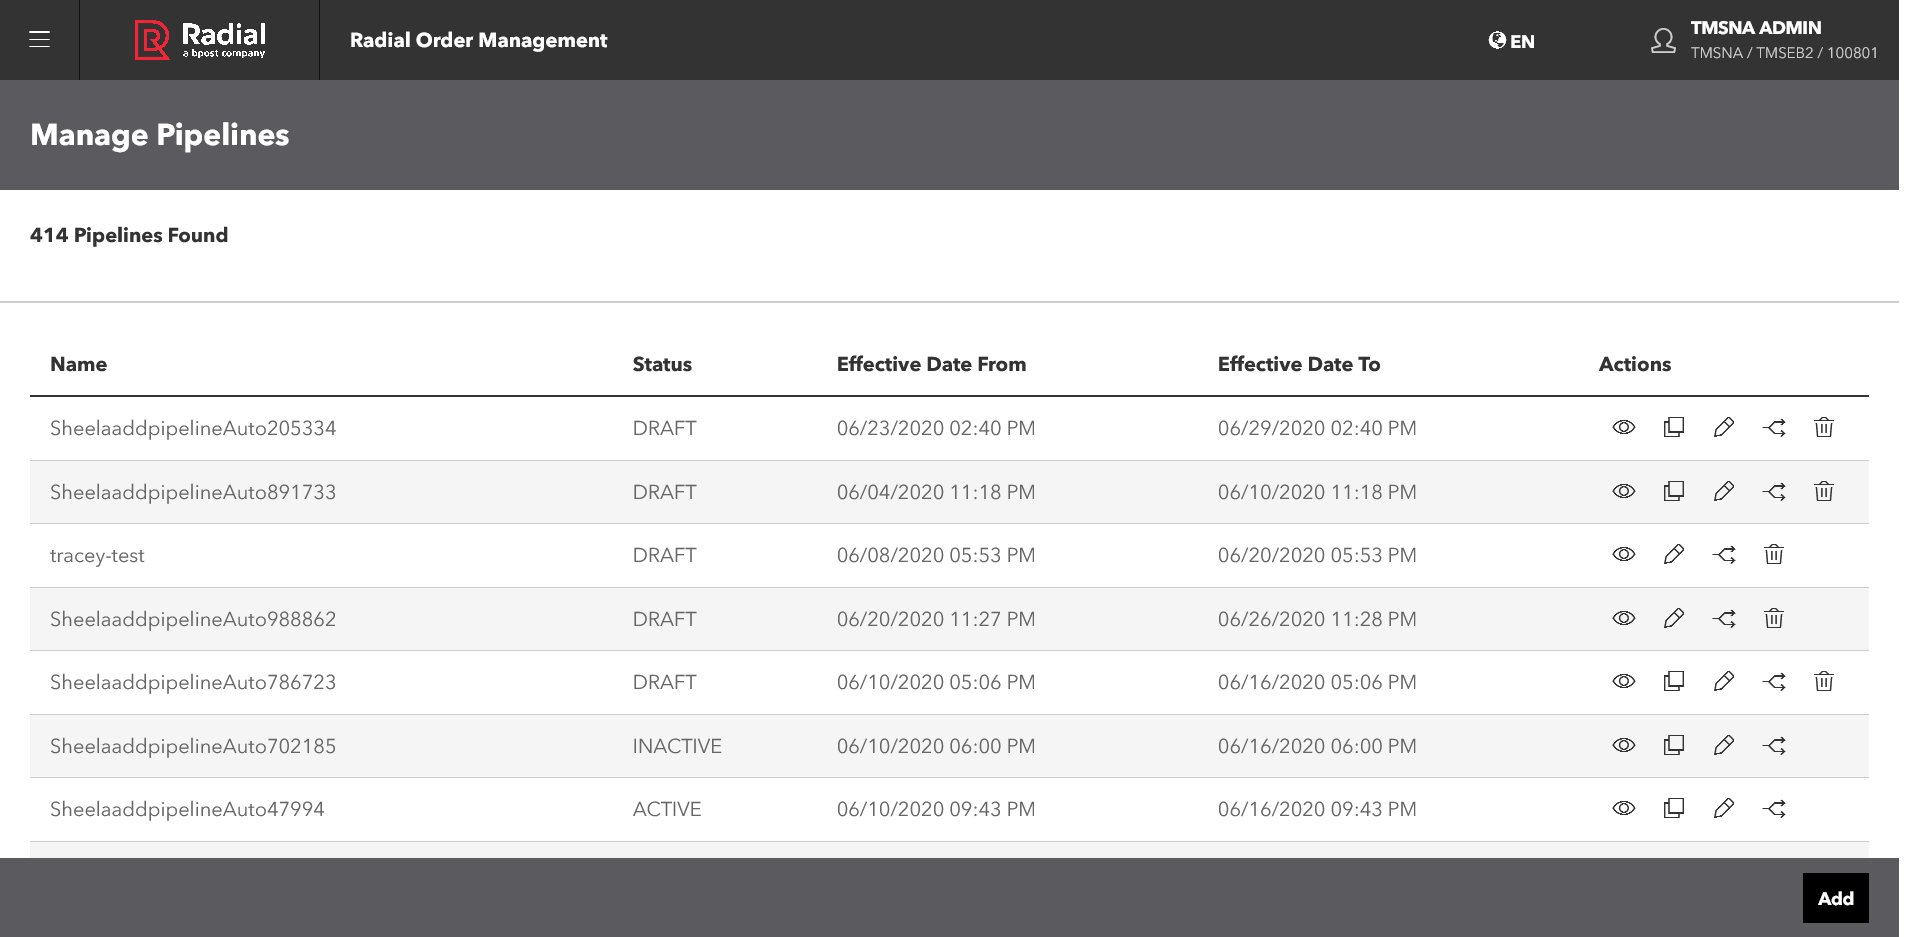 Radial
a bpost company
Radial Order Management
EN
TMSNA ADMIN
TMSNA / TMSEB2 / 100801
Manage Pipelines
414 Pipelines Found
Name Status Effective Date From Effective Date To Actions
SheelaaddpipelineAuto205334 DRAFT 06/23/2020 02:40 PM 06/29/2020 02:40 PM
SheelaaddpipelineAuto891733 DRAFT 06/04/2020 11:18 PM 06/10/2020 11:18 PM
tracey-test DRAFT 06/08/2020 05:53 PM 06/20/2020 05:53 PM
SheelaaddpipelineAuto988862 DRAFT 06/20/2020 11:27 PM 06/26/2020 11:28 PM
SheelaaddpipelineAuto786723 DRAFT 06/10/2020 05:06 PM 06/16/2020 05:06 PM
SheelaaddpipelineAuto702185 INACTIVE 06/10/2020 06:00 PM 06/16/2020 06:00 PM
SheelaaddpipelineAuto47994 ACTIVE 06/10/2020 09:43 PM 06/16/2020 09:43 PM
Add